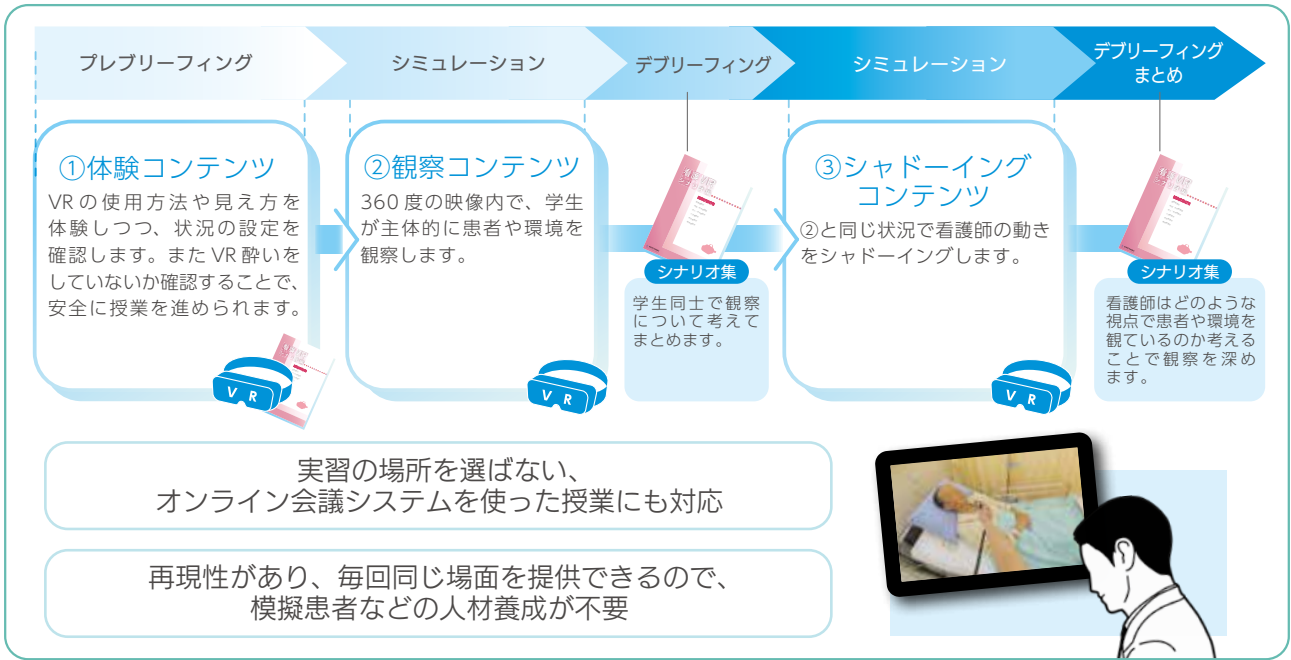 プレブリーフィング
シミュレーション
デブリーフィング
シミュレーション
デブリーフィング
まとめ
①体験コンテンツ
VRの使用方法や見え方を
体験しつつ、状況の設定を
確認します。またVR酔いを
していないか確認することで、
安全に授業を進められます。
VR
②観察コンテンツ
360度の映像内で、学生
が主体的に患者や環境を
観察します。
VR
シナリオ集
学生同士で観察
について考えて
まとめます。
③シャドーイング
コンテンツ
②と同じ状況で看護師の動き
をシャドーイングします。
VR
シナリオ集
看護師はどのような
視点で患者や環境を
観ているのか考える
ことで観察を深め
ます。
実習の場所を選ばない、
オンライン会議システムを使った授業にも対応
再現性があり、毎回同じ場面を提供できるので、
模擬患者などの人材養成が不要